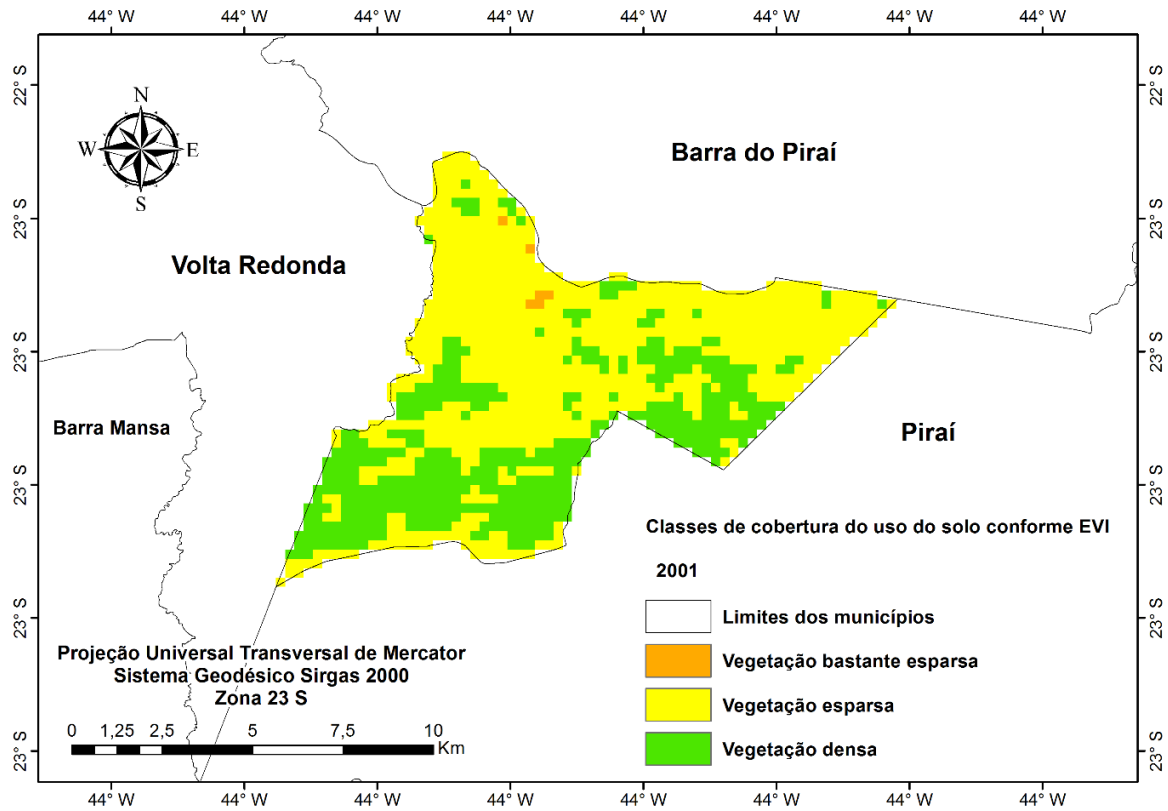 44° W 44° W 44° W 44° W 44° W 44° W 44° W 44° W
22° S 22° S
N
W E
S
Barra do Piraí
23° S 23° S
Volta Redonda
23° S 23° S
Barra Mansa
Piraí
23° S 23° S
Classes de cobertura do uso do solo conforme EVI
2001
Limites dos municípios
23° S 23° S
Vegetação bastante esparsa
Vegetação esparsa
Vegetação densa
Projeção Universal Transversal de Mercator
Sistema Geodésico Sirgas 2000
Zona 23 S
0 1,25 2,5 5 7,5 10
Km
23° S 23° S
44° W 44° W 44° W 44° W 44° W 44° W 44° W 44° W